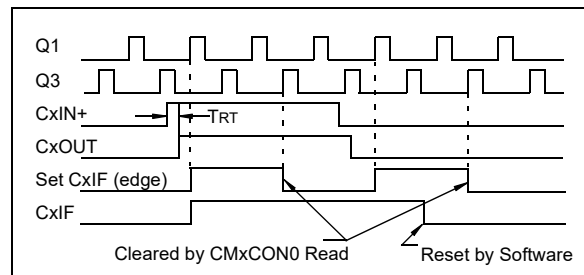 Q1
Q3
CxIN+
TRT
CxOUT
Set CxIF (edge)
CxIF
Cleared by CMxCON0 Read
Reset by Software